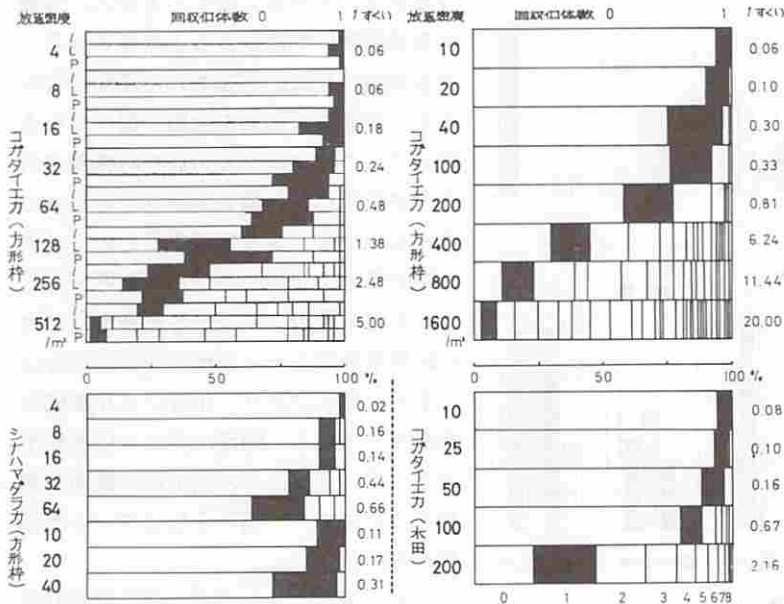 放逐密度 回収個体数 0 1 1すくい
4 l L P 0.06
8 l L P 0.06
16 l L P 0.18
32 l L P 0.24
64 l L P 0.48
128 l L P 1.38
256 l L P 2.48
512 l L P 5.00
/m²
コガタイエカ（方形枠）
放逐密度 回収個体数 0 1 1すくい
10 0.06
20 0.10
40 0.30
100 0.33
200 0.81
400 6.24
800 11.44
1600 20.00
/m²
コガタイエカ（方形枠）
0 50 100 %
4 0.02
8 0.16
16 0.14
32 0.44
64 0.66
10 0.11
20 0.17
40 0.31
シナハマダラカ（方形枠）
0 50 100 %
10 0.08
25 0.10
50 0.16
100 0.67
200 2.16
0 1 2 3 4 5 6 7 8
コガタイエカ（水田）